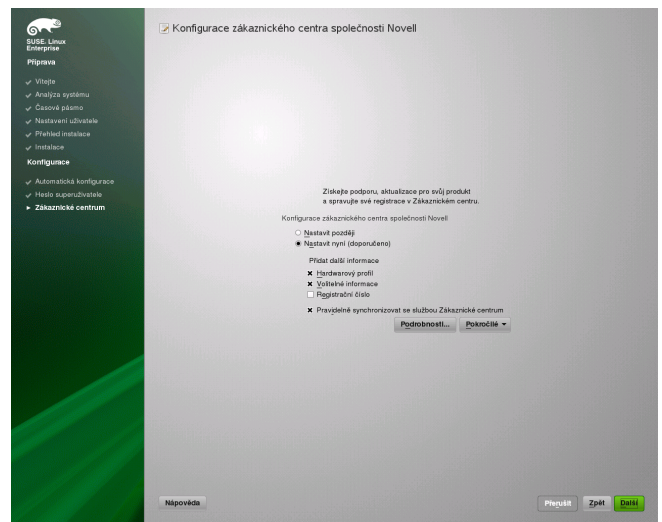 SUSE. Linux
Enterprise
Příprava
Vítejte
Analýza systému
Časové pásmo
Nastavení uživatele
Přehled instalace
Instalace
Konfigurace
Automatická konfigurace
Heslo superuživatele
Zákaznické centrum
Konfigurace zákaznického centra společnosti Novell
Získejte podporu, aktualizace pro svůj produkt
a spravujte své registrace v Zákaznickém centru.
Konfigurace zákaznického centra společnosti Novell
Nastavit později
Nastavit nyní (doporučeno)
Přidat další informace
Hardwarový profil
Volitelné informace
Registrační číslo
Pravidelně synchronizovat se službou Zákaznické centrum
Podrobnosti... Pokročilé
Nápověda Přerušit Zpět Další